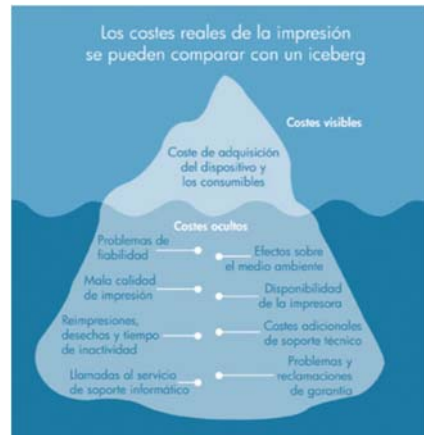 Los costes reales de la impresión
se pueden comparar con un iceberg
Costes visibles
Coste de adquisición
del dispositivo y
los consumibles
Costes ocultos
Problemas de
fiabilidad
Efectos sobre
el medio ambiente
Mala calidad
de impresión
Disponibilidad
de la impresora
Reimpresiones,
desechos y tiempo
de inactividad
Costes adicionales
de soporte técnico
Llamadas al servicio
de soporte informático
Problemas y
reclamaciones
de garantía